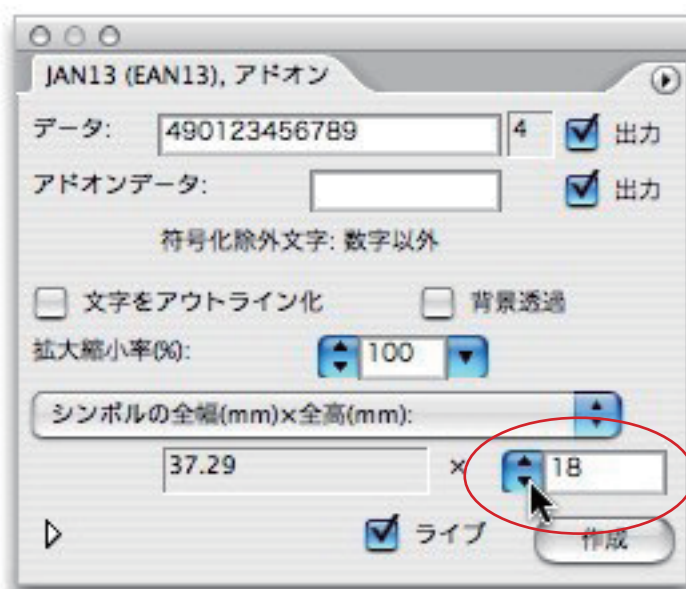 JAN13 (EAN13), アドオン
データ: 490123456789 4 出力
アドオンデータ: 出力
符号化除外文字: 数字以外
文字をアウトライン化 背景透過
拡大縮小率(%): 100
シンボルの全幅(mm)×全高(mm):
37.29 × 18
ライブ 作成